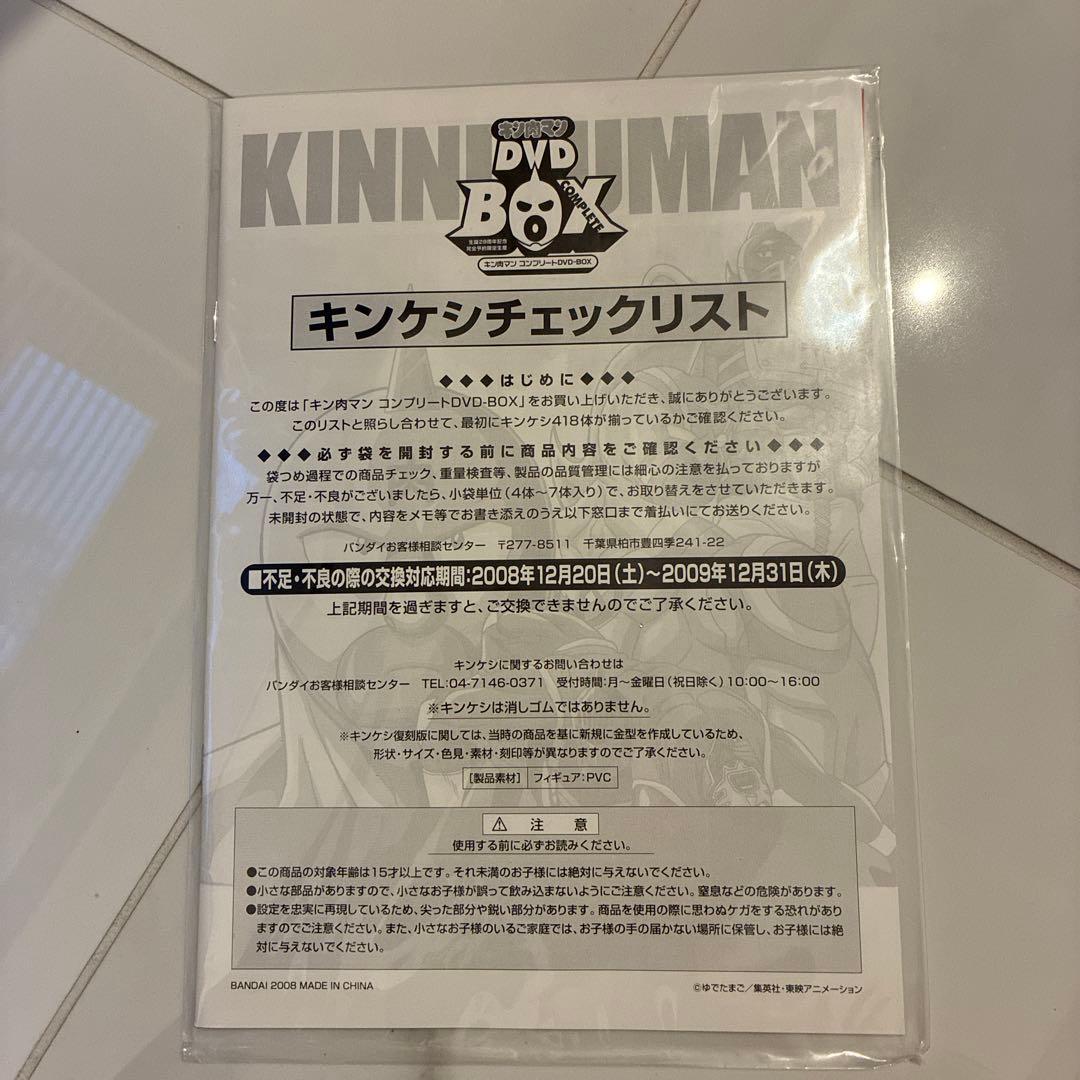 KINNIKUMAN
キン肉マン
DVD
BOX
COMPLETE
生誕29周年記念
完全予約限定生産
キン肉マン コンプリートDVD-BOX
キンケシチェックリスト
◆◆◆はじめに◆◆◆
この度は「キン肉マン コンプリートDVD-BOX」をお買い上げいただき、誠にありがとうございます。
このリストと照らし合わせて、最初にキンケシ418体が揃っているかご確認ください。
◆◆◆必ず袋を開封する前に商品内容をご確認ください◆◆◆
袋つめ過程での商品チェック、重量検査等、製品の品質管理には細心の注意を払っておりますが
万一、不足・不良がございましたら、小袋単位(4体〜7体入り)で、お取り替えをさせていただきます。
未開封の状態で、内容をメモ等でお書き添えのうえ以下窓口まで着払いにてお送りください。
バンダイお客様相談センター 〒277-8511 千葉県柏市豊四季241-22
■不足・不良の際の交換対応期間:2008年12月20日(土)〜2009年12月31日(木)
上記期間を過ぎますと、ご交換できませんのでご了承ください。
キンケシに関するお問い合わせは
バンダイお客様相談センター TEL:04-7146-0371 受付時間:月〜金曜日(祝日除く)10:00〜16:00
※キンケシは消しゴムではありません。
※キンケシ復刻版に関しては、当時の商品を基に新規に金型を作成しているため、
形状・サイズ・色見・素材・刻印等が異なりますのでご了承ください。
[製品素材] フィギュア:PVC
⚠ 注 意
使用する前に必ずお読みください。
●この商品の対象年齢は15才以上です。それ未満のお子様には絶対に与えないでください。
●小さな部品がありますので、小さなお子様が誤って飲み込まないようにご注意ください。窒息などの危険があります。
●設定を忠実に再現しているため、尖った部分や鋭い部分があります。商品を使用の際に思わぬケガをする恐れがあり
ますのでご注意ください。また、小さなお子様のいるご家庭では、お子様の手の届かない場所に保管し、お子様には絶
対に与えないでください。
BANDAI 2008 MADE IN CHINA
©ゆでたまご/集英社・東映アニメーション